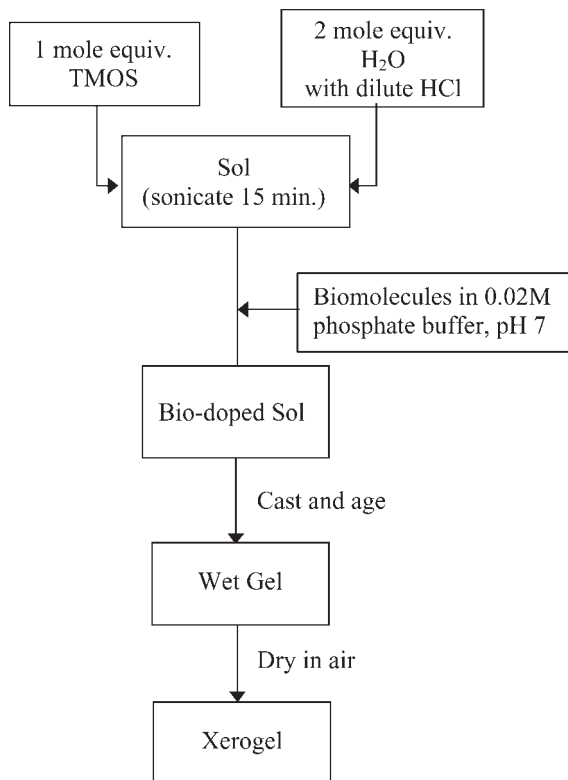 1 mole equiv.
TMOS
2 mole equiv.
H₂O
with dilute HCl
Sol
(sonicate 15 min.)
Biomolecules in 0.02M
phosphate buffer, pH 7
Bio-doped Sol
Cast and age
Wet Gel
Dry in air
Xerogel